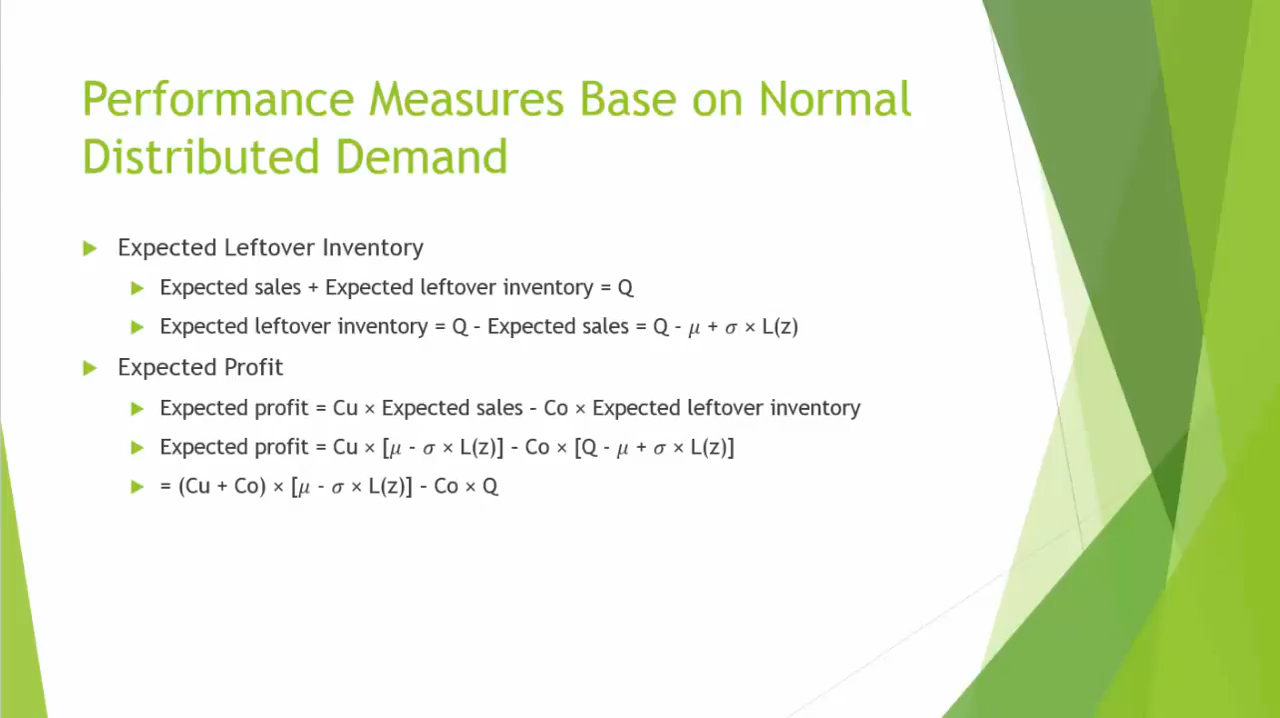 Performance Measures Base on Normal
Distributed Demand
Expected Leftover Inventory
Expected sales + Expected leftover inventory = Q
Expected leftover inventory = Q - Expected sales = Q - 𝜇 + 𝜎 × L(z)
Expected Profit
Expected profit = Cu × Expected sales – Co × Expected leftover inventory
Expected profit = Cu × [𝜇 - 𝜎 × L(z)] - Co × [Q - 𝜇 + 𝜎 × L(z)]
= (Cu + Co) × [𝜇 - 𝜎 × L(z)] - Co × Q